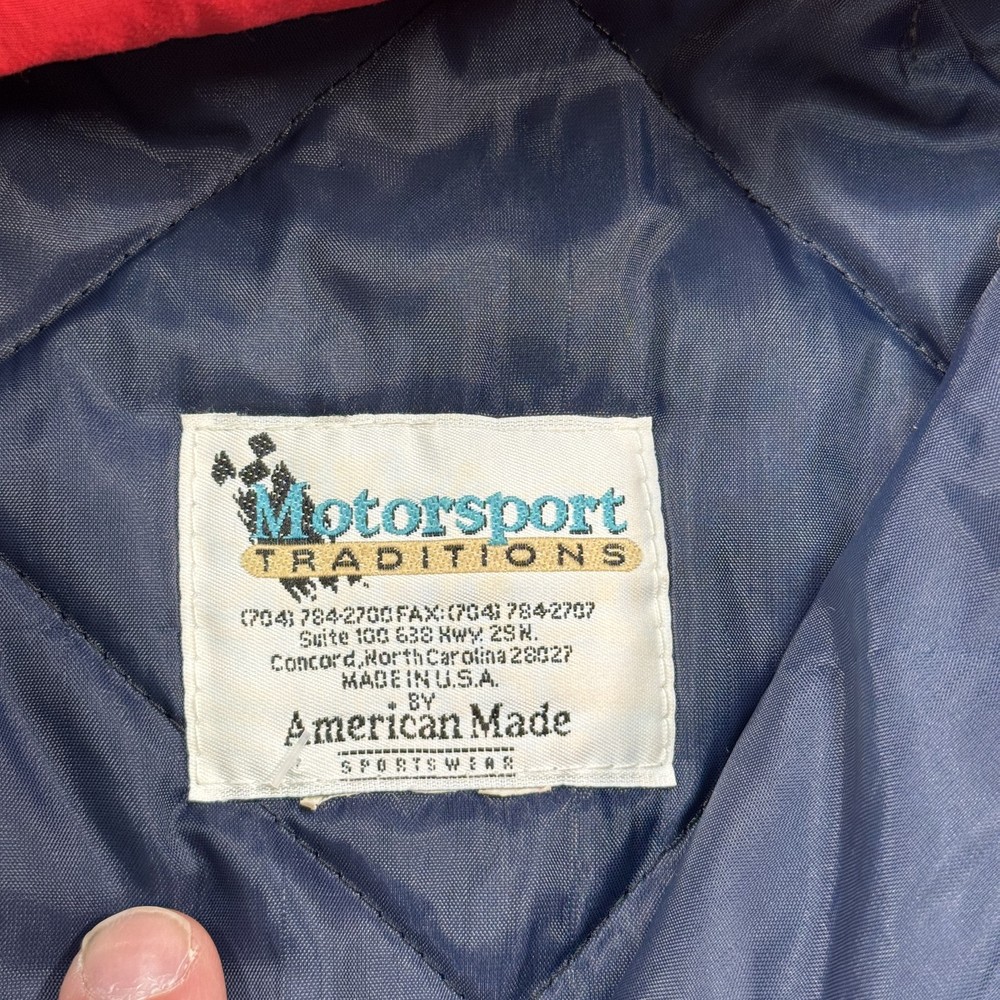 Motorsport
TRADITIONS
(704) 784-2700 FAX: (704) 784-2707
Suite 100 638 Hwy. 29 N.
Concord, North Carolina 28027
MADE IN U.S.A.
BY
American Made
SPORTSWEAR